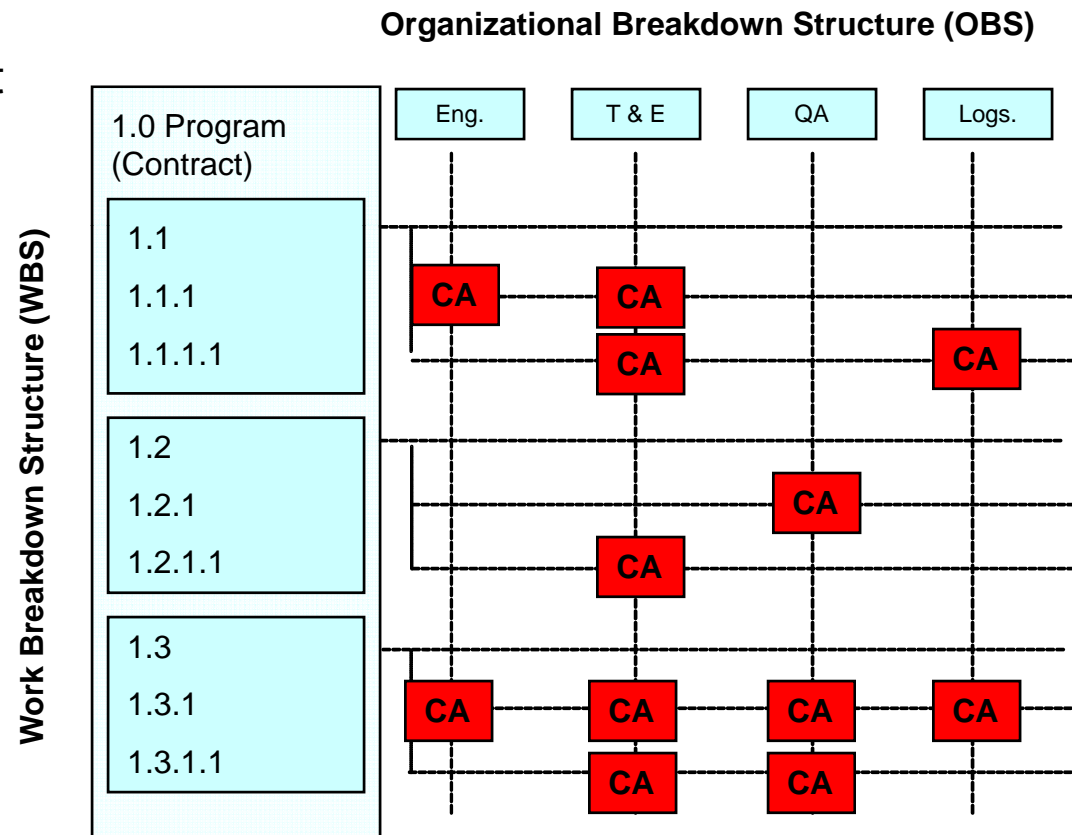 Organizational Breakdown Structure (OBS)
Work Breakdown Structure (WBS)
1.0 Program
(Contract)
Eng.
T & E
QA
Logs.
1.1
1.1.1
CA
CA
1.1.1.1
CA
CA
1.2
1.2.1
CA
1.2.1.1
CA
1.3
1.3.1
CA
CA
CA
CA
1.3.1.1
CA
CA